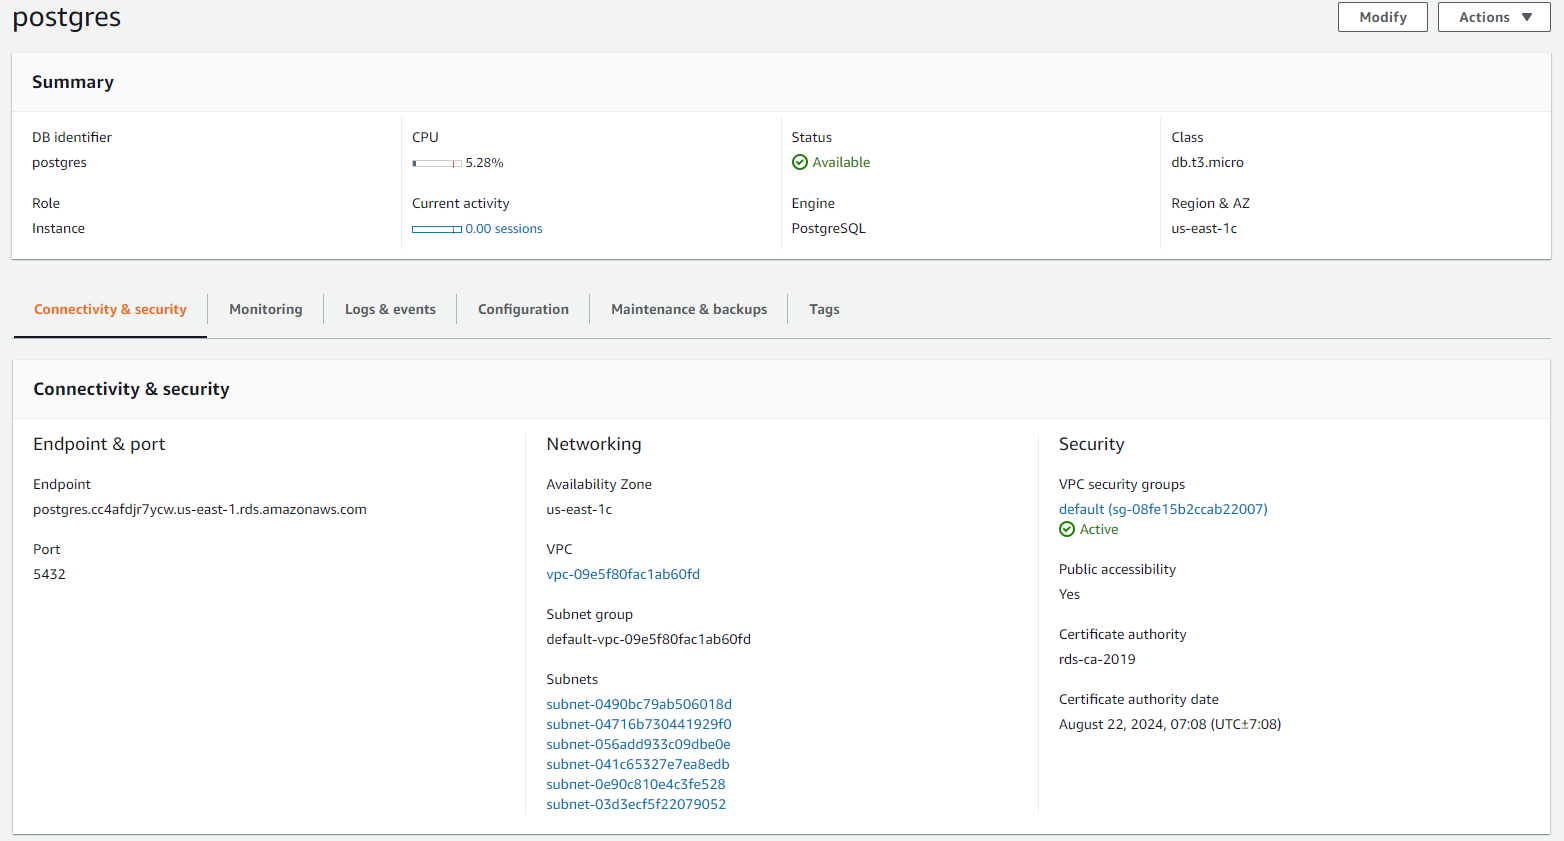 postgres
Modify
Actions
Summary
DB identifier
postgres
CPU
5.28%
Status
Available
Class
db.t3.micro
Role
Instance
Current activity
0.00 sessions
Engine
PostgreSQL
Region & AZ
us-east-1c
Connectivity & security
Monitoring
Logs & events
Configuration
Maintenance & backups
Tags
Connectivity & security
Endpoint & port
Endpoint
postgres.cc4afdjr7ycw.us-east-1.rds.amazonaws.com
Port
5432
Networking
Availability Zone
us-east-1c
VPC
vpc-09e5f80fac1ab60fd
Subnet group
default-vpc-09e5f80fac1ab60fd
Subnets
subnet-0490bc79ab506018d
subnet-04716b730441929f0
subnet-056add933c09dbe0e
subnet-041c65327e7ea8edb
subnet-0e90c810e4c3fe528
subnet-03d3ecf5f22079052
Security
VPC security groups
default (sg-08fe15b2ccab22007)
Active
Public accessibility
Yes
Certificate authority
rds-ca-2019
Certificate authority date
August 22, 2024, 07:08 (UTC±7:08)